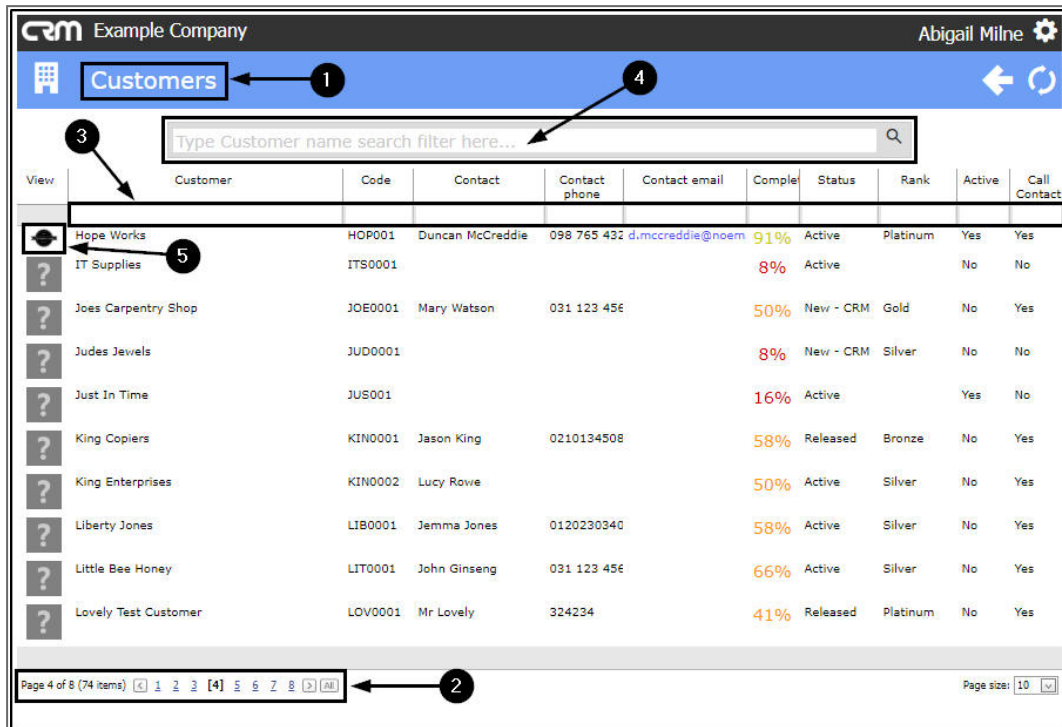 CRM Example Company Abigail Milne
Customers 1
4
3
Type Customer name search filter here...
View Customer Code Contact Contact phone Contact email Complet Status Rank Active Call Contact
Hope Works HOP001 Duncan McCreddie 098 765 432 d.mccreddie@noem 91% Active Platinum Yes Yes
5
IT Supplies ITS0001 8% Active No No
? Joes Carpentry Shop JOE0001 Mary Watson 031 123 456 50% New - CRM Gold No Yes
? Judes Jewels JUD0001 8% New - CRM Silver No No
? Just In Time JUS001 16% Active Yes No
? King Copiers KIN0001 Jason King 0210134508 58% Released Bronze No Yes
? King Enterprises KIN0002 Lucy Rowe 50% Active Silver No Yes
? Liberty Jones LIB0001 Jemma Jones 0120230340 58% Active Silver No Yes
? Little Bee Honey LIT0001 John Ginseng 031 123 456 66% Active Silver No Yes
? Lovely Test Customer LOV0001 Mr Lovely 324234 41% Released Platinum No Yes
Page 4 of 8 (74 items) < 1 2 3 [4] 5 6 7 8 > All 2 Page size: 10